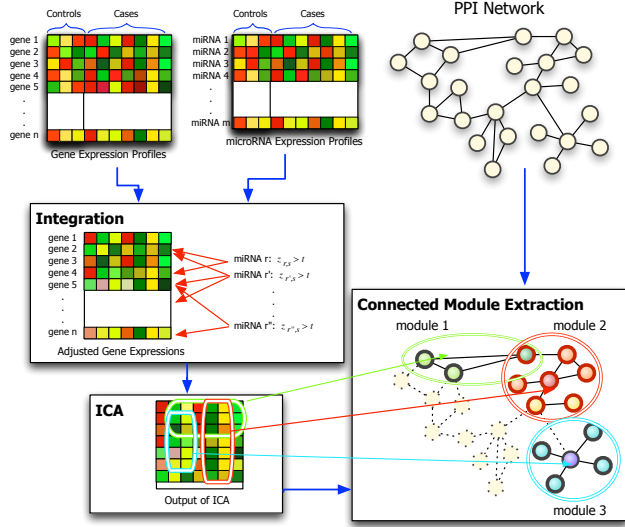 Controls Cases
gene 1
gene 2
gene 3
gene 4
gene 5
.
.
.
gene n
Gene Expression Profiles
Controls Cases
miRNA 1
miRNA 2
miRNA 3
miRNA 4
.
.
.
miRNA m
microRNA Expression Profiles
PPI Network
Integration
gene 1
gene 2
gene 3
gene 4
gene 5
.
.
.
gene n
Adjusted Gene Expressions
miRNA r: z r,s > t
miRNA r': z r',s > t
.
.
.
miRNA r'': z r'',s > t
ICA
Output of ICA
Connected Module Extraction
module 1
module 2
module 3